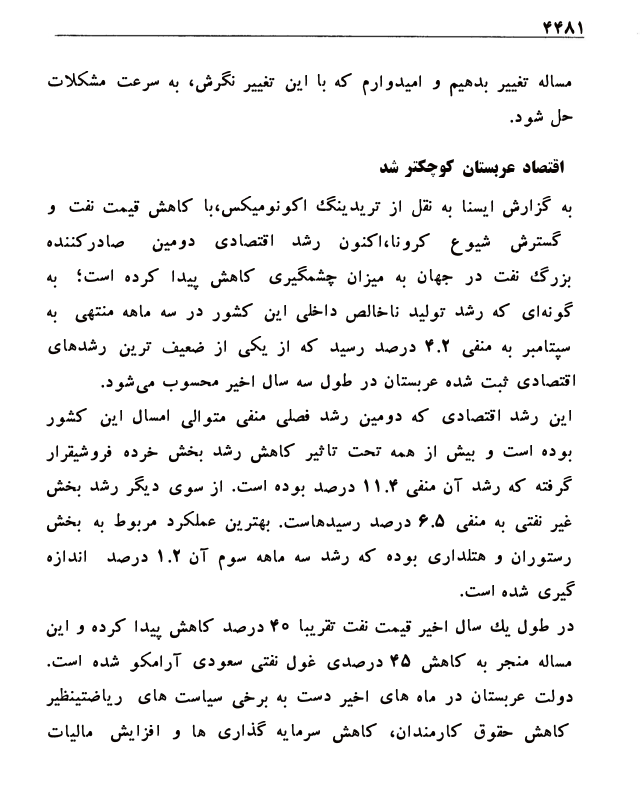 ۴۴۸۱
مساله تغییر بدهیم و امیدوارم که با این تغییر نگرش، به سرعت مشکلات
حل شود.
اقتصاد عربستان کوچکتر شد
به گزارش ایسنا به نقل از تریدینگ اکونومیکس،با کاهش قیمت نفت و
گسترش شیوع کرونا،اکنون رشد اقتصادی دومین صادرکننده
بزرگ نفت در جهان به میزان چشمگیری کاهش پیدا کرده است؛ به
گونه‌ای که رشد تولید ناخالص داخلی این کشور در سه ماهه منتهی به
سپتامبر به منفی ۴.۲ درصد رسید که از یکی از ضعیف ترین رشدهای
اقتصادی ثبت شده عربستان در طول سه سال اخیر محسوب می‌شود.
این رشد اقتصادی که دومین رشد فصلی منفی متوالی امسال این کشور
بوده است و بیش از همه تحت تاثیر کاهش رشد بخش خرده فروشیقرار
گرفته که رشد آن منفی ۱۱.۴ درصد بوده است. از سوی دیگر رشد بخش
غیر نفتی به منفی ۶.۵ درصد رسیدهاست. بهترین عملکرد مربوط به بخش
رستوران و هتلداری بوده که رشد سه ماهه سوم آن ۱.۲ درصد اندازه
گیری شده است.
در طول یک سال اخیر قیمت نفت تقریبا ۴۰ درصد کاهش پیدا کرده و این
مساله منجر به کاهش ۴۵ درصدی غول نفتی سعودی آرامکو شده است.
دولت عربستان در ماه های اخیر دست به برخی سیاست های ریاضتینظیر
کاهش حقوق کارمندان، کاهش سرمایه گذاری ها و افزایش مالیات